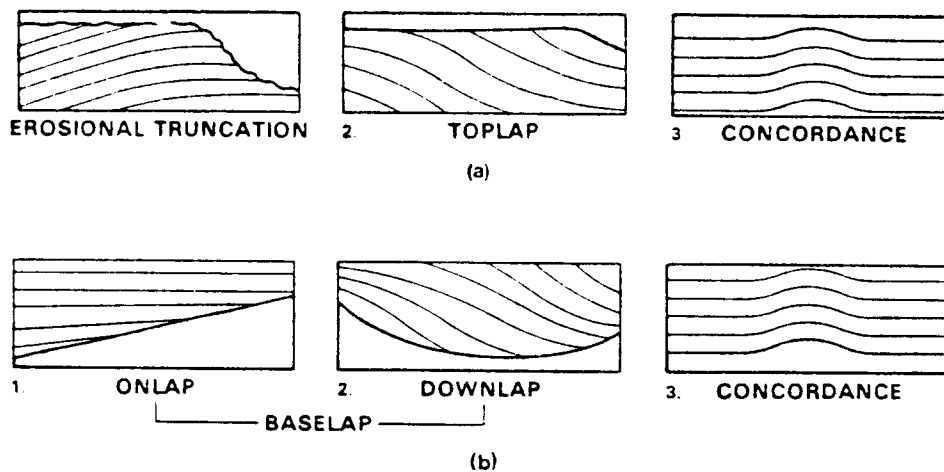 EROSIONAL TRUNCATION
2. TOPLAP
3 CONCORDANCE
(a)
1. ONLAP
2. DOWNLAP
3. CONCORDANCE
BASELAP
(b)